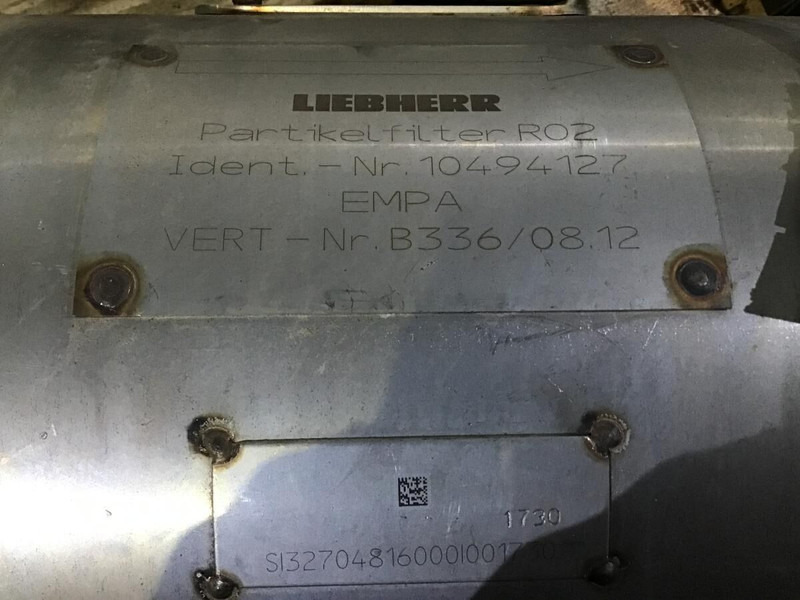 LIEBHERR
Partikelfilter R02
Ident.-Nr. 10494127
EMPA
VERT-Nr. B336/08.12
1730